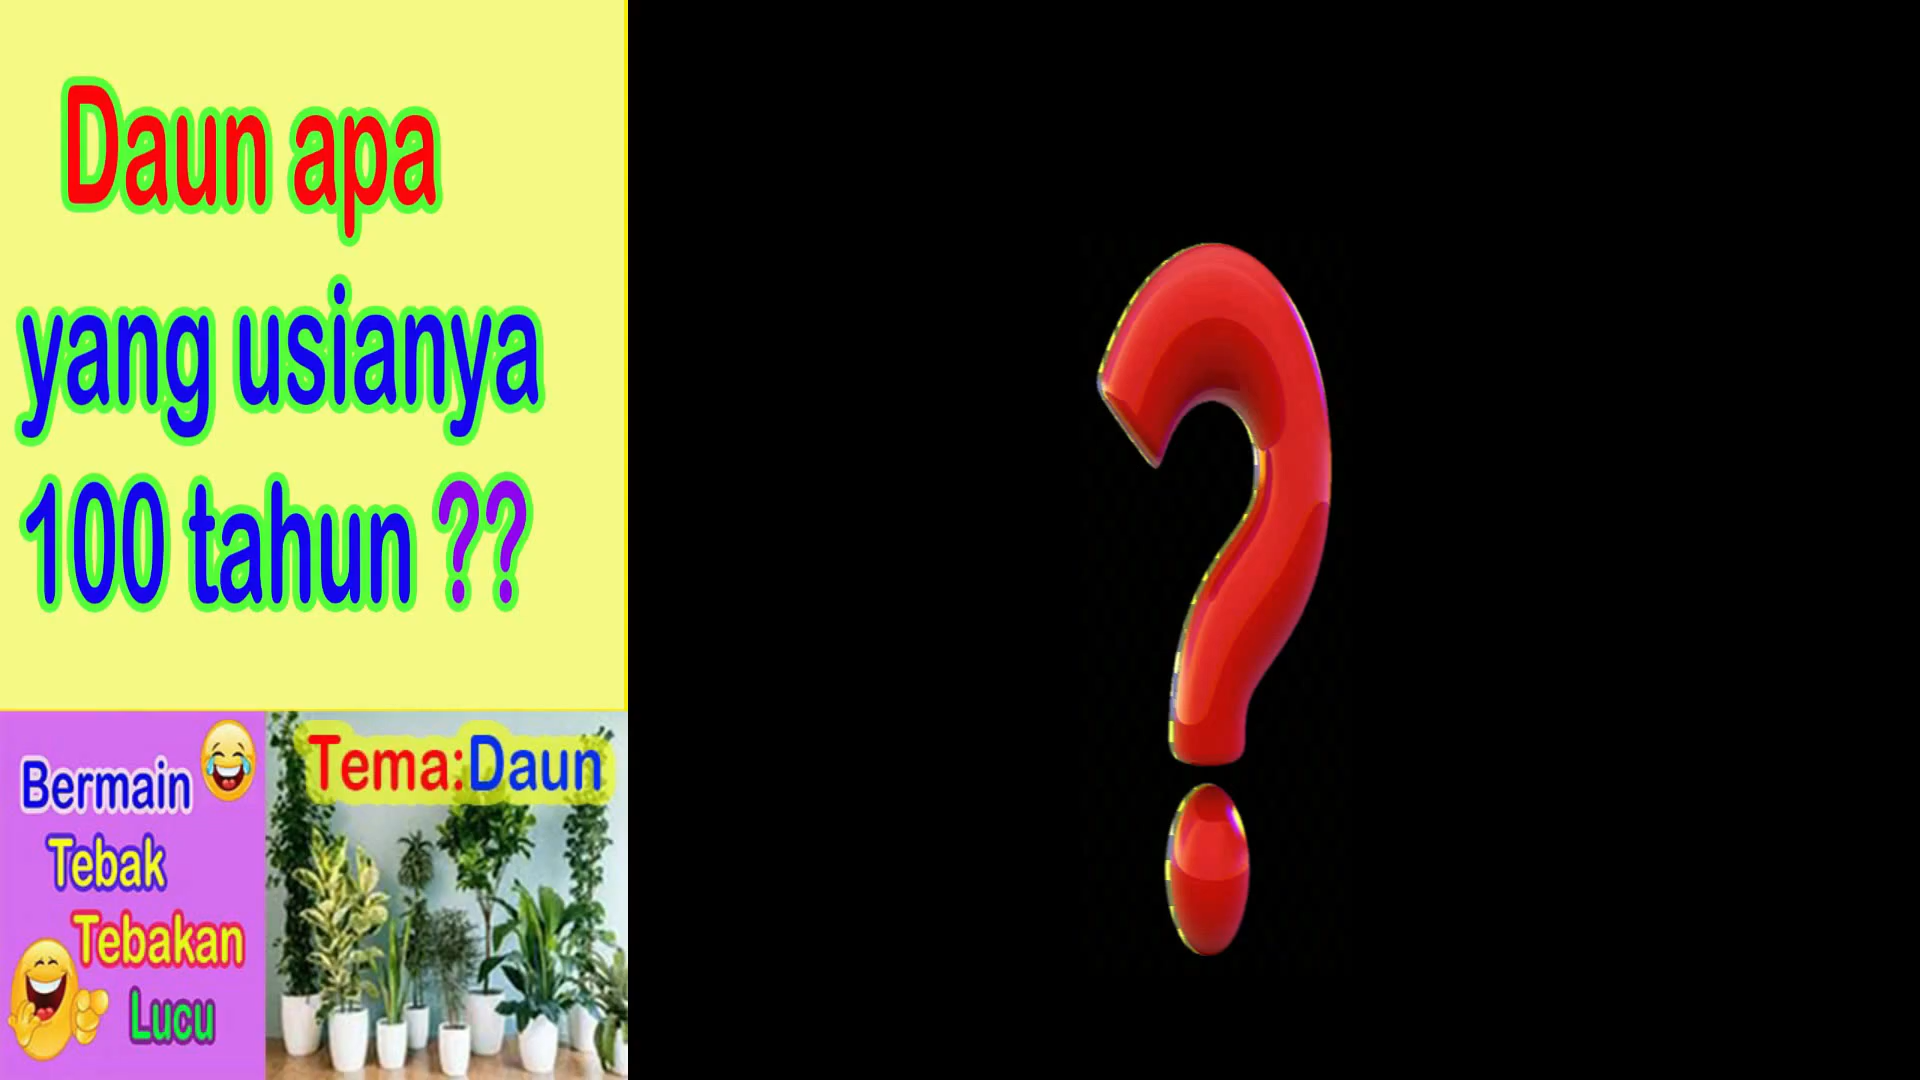 Daun apa
yang usianya
100 tahun ??
Bermain
Tebak
Tebakan
Lucu
Tema:Daun
?